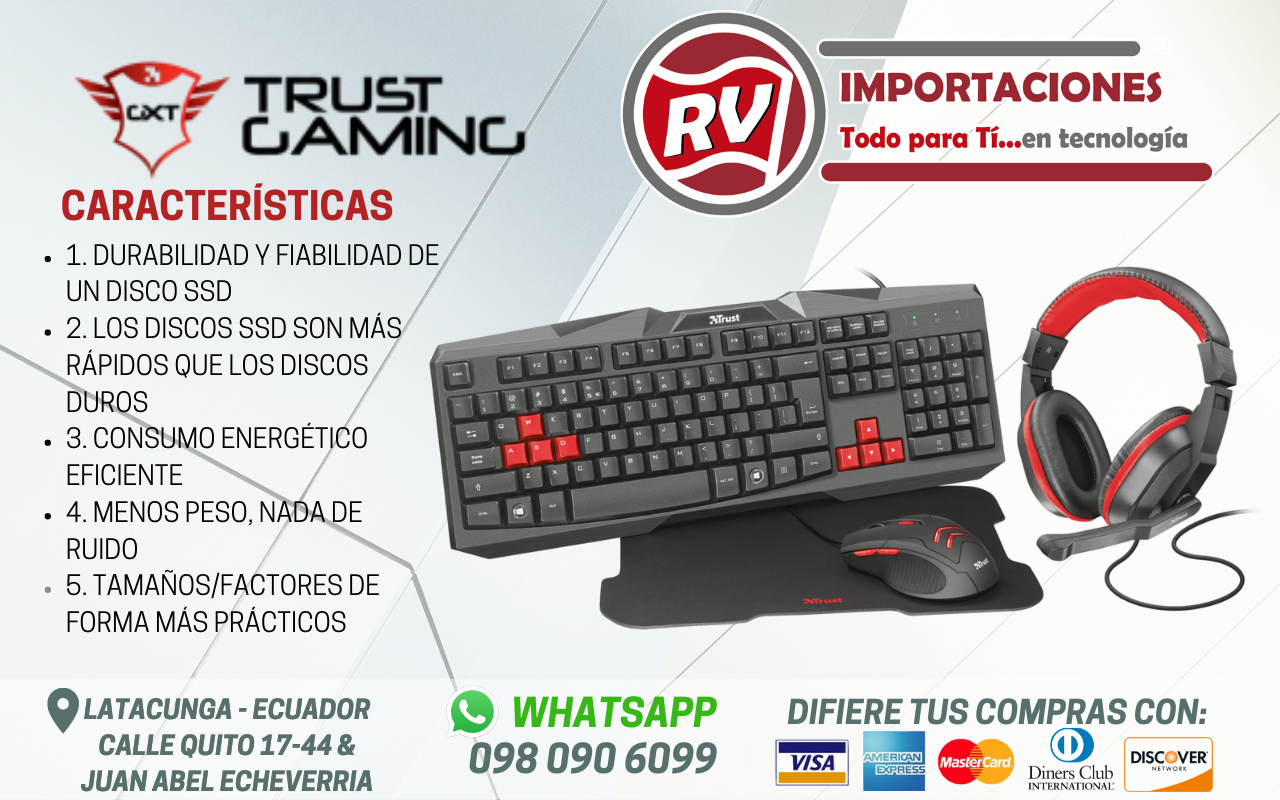 GXT
TRUST
GAMING
RV
®
IMPORTACIONES
Todo para Tí...en tecnología
CARACTERÍSTICAS
1. DURABILIDAD Y FIABILIDAD DE
UN DISCO SSD
2. LOS DISCOS SSD SON MÁS
RÁPIDOS QUE LOS DISCOS
DUROS
3. CONSUMO ENERGÉTICO
EFICIENTE
4. MENOS PESO, NADA DE
RUIDO
5. TAMAÑOS/FACTORES DE
FORMA MÁS PRÁCTICOS
Trust
W
A S D
Trust
Trust
LATACUNGA - ECUADOR
CALLE QUITO 17-44 &
JUAN ABEL ECHEVERRIA
WHATSAPP
098 090 6099
DIFIERE TUS COMPRAS CON:
VISA
AMERICAN
EXPRESS
MasterCard
Diners Club
INTERNATIONAL
DISCOVER
NETWORK